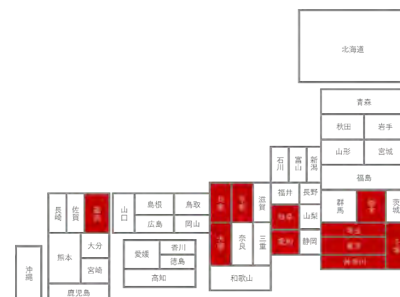 北海道
青森
秋田 岩手
山形 宮城
石川 富山 新潟
福島
福井 長野
群馬 栃木 茨城
岐阜 山梨
愛知 静岡
埼玉
東京
神奈川
長崎 佐賀 福岡
山口 島根 鳥取
広島 岡山
兵庫 京都 滋賀
大阪 奈良 三重
和歌山
熊本 大分
宮崎
鹿児島
愛媛 香川
徳島
高知
沖縄